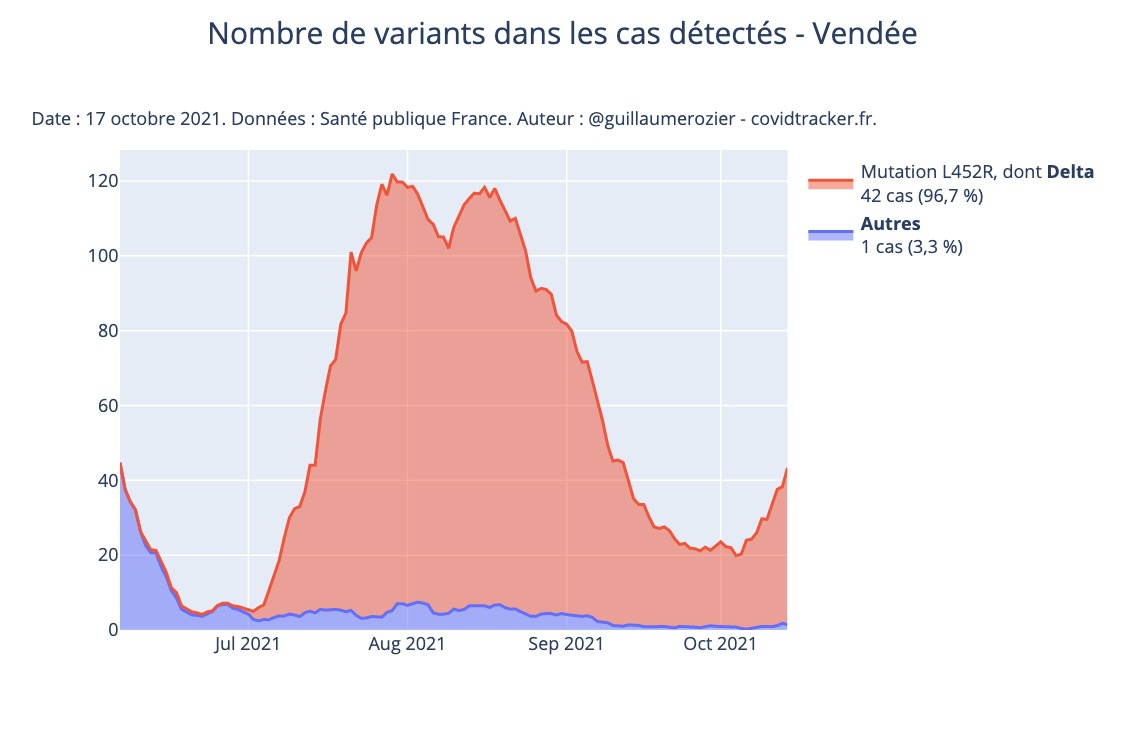 Nombre de variants dans les cas détectés - Vendée
Date : 17 octobre 2021. Données : Santé publique France. Auteur : @guillaumerozier - covidtracker.fr.
Mutation L452R, dont Delta
42 cas (96,7 %)
Autres
1 cas (3,3 %)
120
100
80
60
40
20
0
Jul 2021 Aug 2021 Sep 2021 Oct 2021